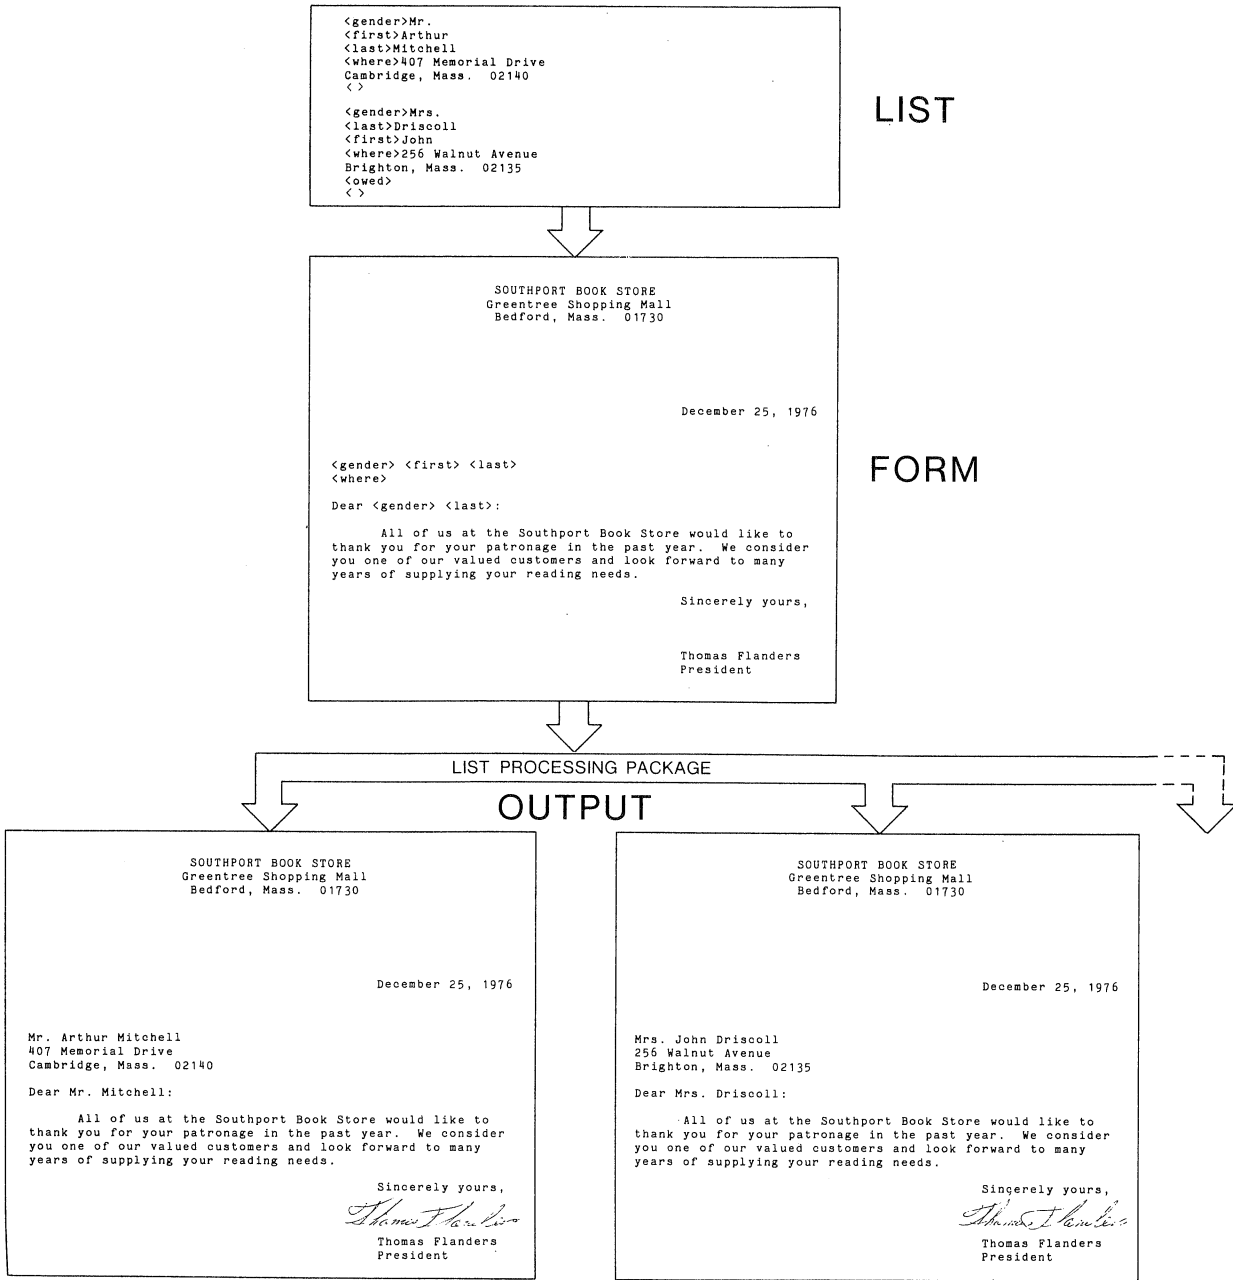 <gender>Mr.
<first>Arthur
<last>Mitchell
<where>407 Memorial Drive
Cambridge, Mass.  02140
< >
<gender>Mrs.
<last>Driscoll
<first>John
<where>256 Walnut Avenue
Brighton, Mass.  02135
<owed>
< >
LIST
SOUTHPORT BOOK STORE
Greentree Shopping Mall
Bedford, Mass.  01730
December 25, 1976
<gender> <first> <last>
<where>
Dear <gender> <last>:
All of us at the Southport Book Store would like to
thank you for your patronage in the past year.  We consider
you one of our valued customers and look forward to many
years of supplying your reading needs.
Sincerely yours,
Thomas Flanders
President
FORM
LIST PROCESSING PACKAGE
OUTPUT
SOUTHPORT BOOK STORE
Greentree Shopping Mall
Bedford, Mass.  01730
December 25, 1976
Mr. Arthur Mitchell
407 Memorial Drive
Cambridge, Mass.  02140
Dear Mr. Mitchell:
All of us at the Southport Book Store would like to
thank you for your patronage in the past year.  We consider
you one of our valued customers and look forward to many
years of supplying your reading needs.
Sincerely yours,
Thomas Flanders
Thomas Flanders
President
SOUTHPORT BOOK STORE
Greentree Shopping Mall
Bedford, Mass.  01730
December 25, 1976
Mrs. John Driscoll
256 Walnut Avenue
Brighton, Mass.  02135
Dear Mrs. Driscoll:
All of us at the Southport Book Store would like to
thank you for your patronage in the past year.  We consider
you one of our valued customers and look forward to many
years of supplying your reading needs.
Sincerely yours,
Thomas Flanders
Thomas Flanders
President